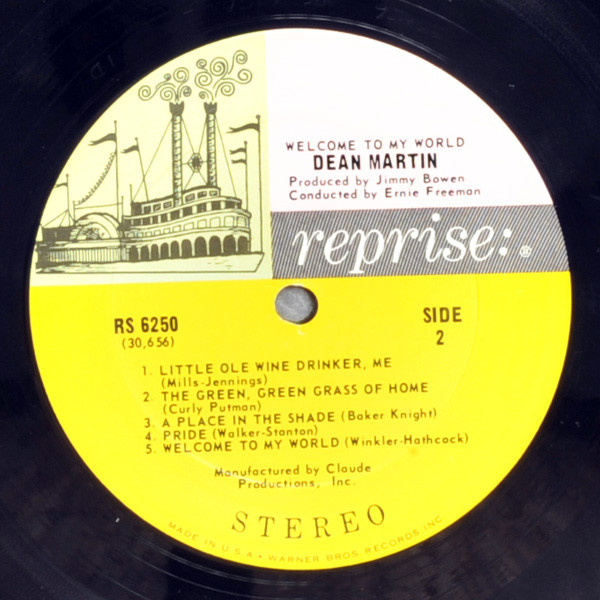 WELCOME TO MY WORLD
DEAN MARTIN
Produced by Jimmy Bowen
Conducted by Ernie Freeman
reprise:®
RS 6250
(30,656)
SIDE
2
1. LITTLE OLE WINE DRINKER, ME
(Mills-Jennings)
2. THE GREEN, GREEN GRASS OF HOME
(Curly Putman)
3. A PLACE IN THE SHADE (Baker Knight)
4. PRIDE (Walker-Stanton)
5. WELCOME TO MY WORLD (Winkler-Hathcock)
Manufactured by Claude
Productions, Inc.
STEREO
MADE IN U.S.A. • WARNER BROS. RECORDS INC.